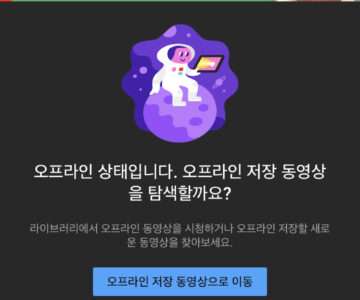 오프라인 상태입니다. 오프라인 저장 동영상
을 탐색할까요?
라이브러리에서 오프라인 동영상을 시청하거나 오프라인 저장할 새로
운 동영상을 찾아보세요.
오프라인 저장 동영상으로 이동